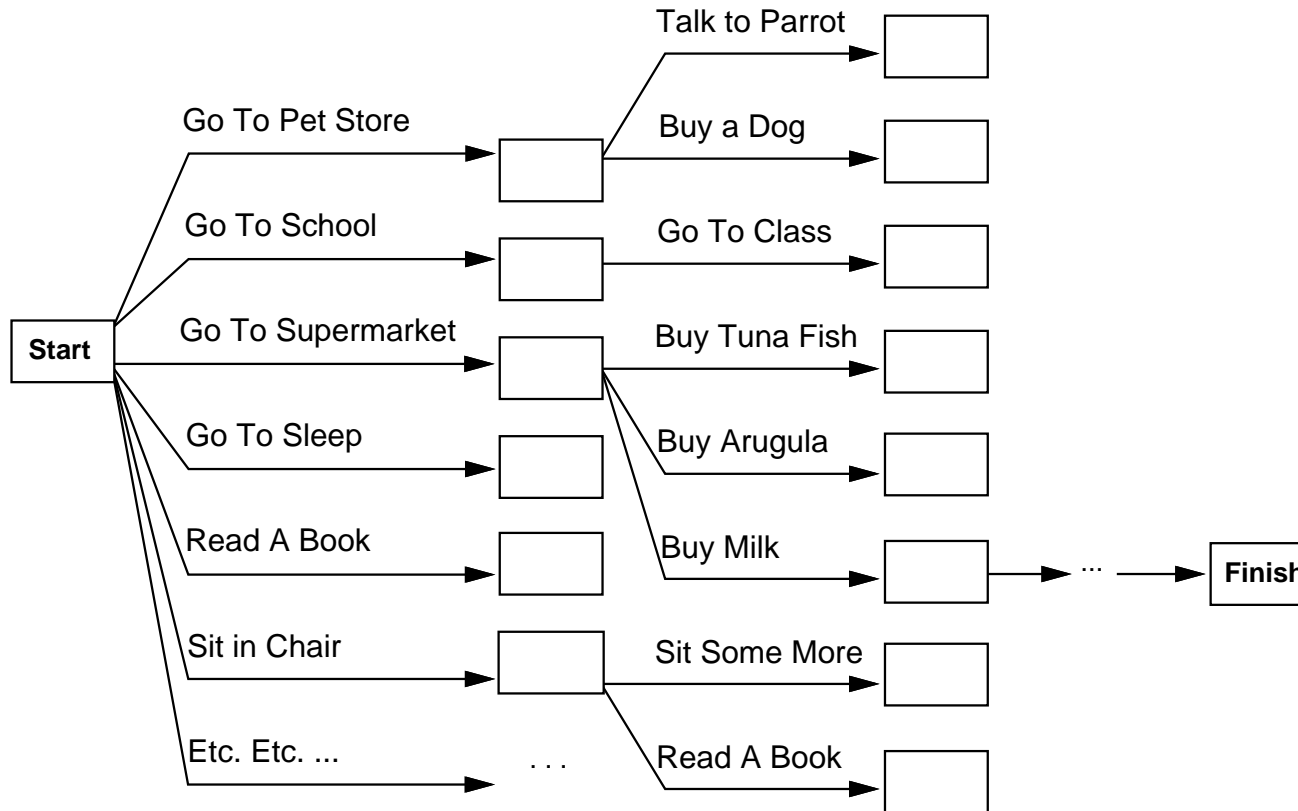 Talk to Parrot
Go To Pet Store
Buy a Dog
Go To School
Go To Class
Go To Supermarket
Buy Tuna Fish
Start
Go To Sleep
Buy Arugula
Read A Book
Buy Milk
...
Finish
Sit in Chair
Sit Some More
Etc. Etc. ...
. . .
Read A Book